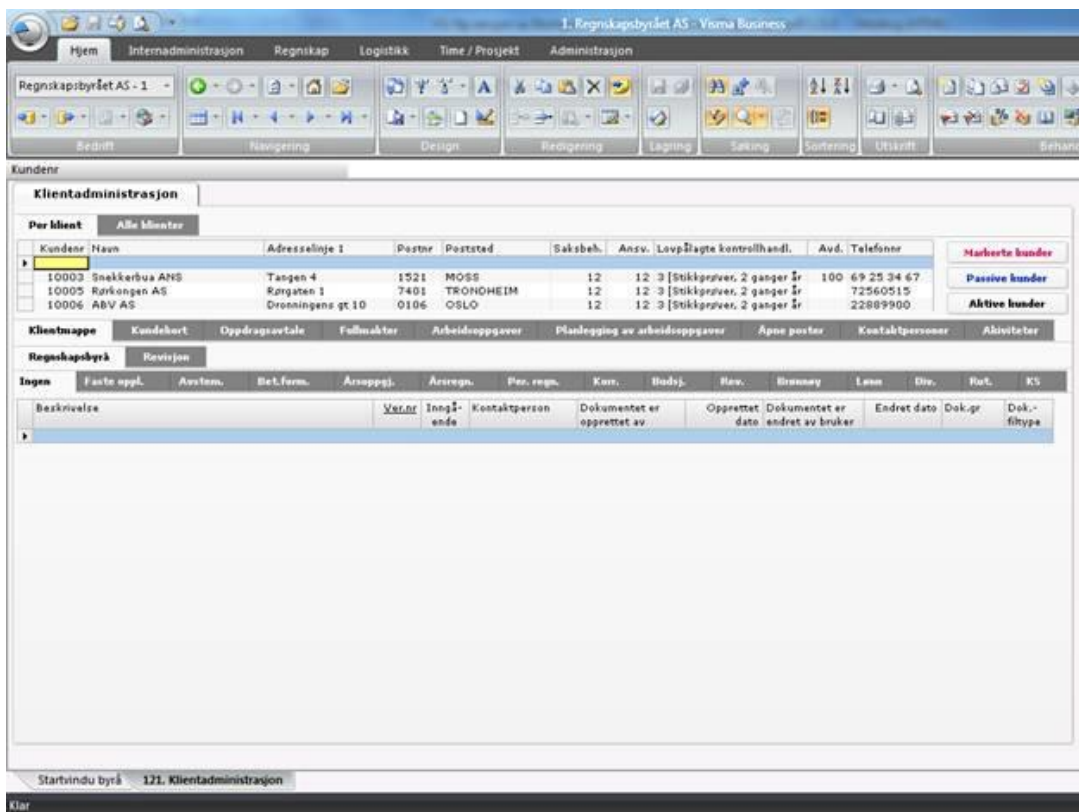 1. Regnskapsbyrået AS - Visma Business
Hjem Internadministrasjon Regnskap Logistikk Time / Prosjekt Administrasjon
Regnskapsbyrået AS - 1
Bedrift Navigering Design Redigering Lagring Søking Sortering Utskrift Behand
Kundenr
Klientadministrasjon
Per klient Alle klienter
Kundenr Navn Adresselinje 1 Postnr Poststed Saksbeh. Ansv. Lovpålagte kontrollhandl. Avd. Telefonnr
Markerte kunder
10003 Snekkerbua ANS Tangen 4 1521 MOSS 12 12 3 [Stikkprøver, 2 ganger år 100 69 25 34 67
10005 Rørkongen AS Rørgaten 1 7401 TRONDHEIM 12 12 3 [Stikkprøver, 2 ganger år 72560515
Passive kunder
10006 ABV AS Dronningens gt 10 0106 OSLO 12 12 3 [Stikkprøver, 2 ganger år 22889900
Aktive kunder
Klientmappe Kundekort Oppdragsavtale Fullmakter Arbeidsoppgaver Planlegging av arbeidsoppgaver Åpne poster Kontaktpersoner Akiviteter
Regnskapsbyrå Revisjon
Ingen Faste oppl. Avstem. Bet.form. Årsoppgj. Årsregn. Per. regn. Korr. Budsj. Rev. Brønnøy Lønn Div. Rut. KS
Beskrivelse Ver.nr Inngå- Kontaktperson Dokumentet er Opprettet Dokumentet er Endret dato Dok.gr Dok.-
ende opprettet av dato endret av bruker filtype
Startvindu byrå 121. Klientadministrasjon
Klar